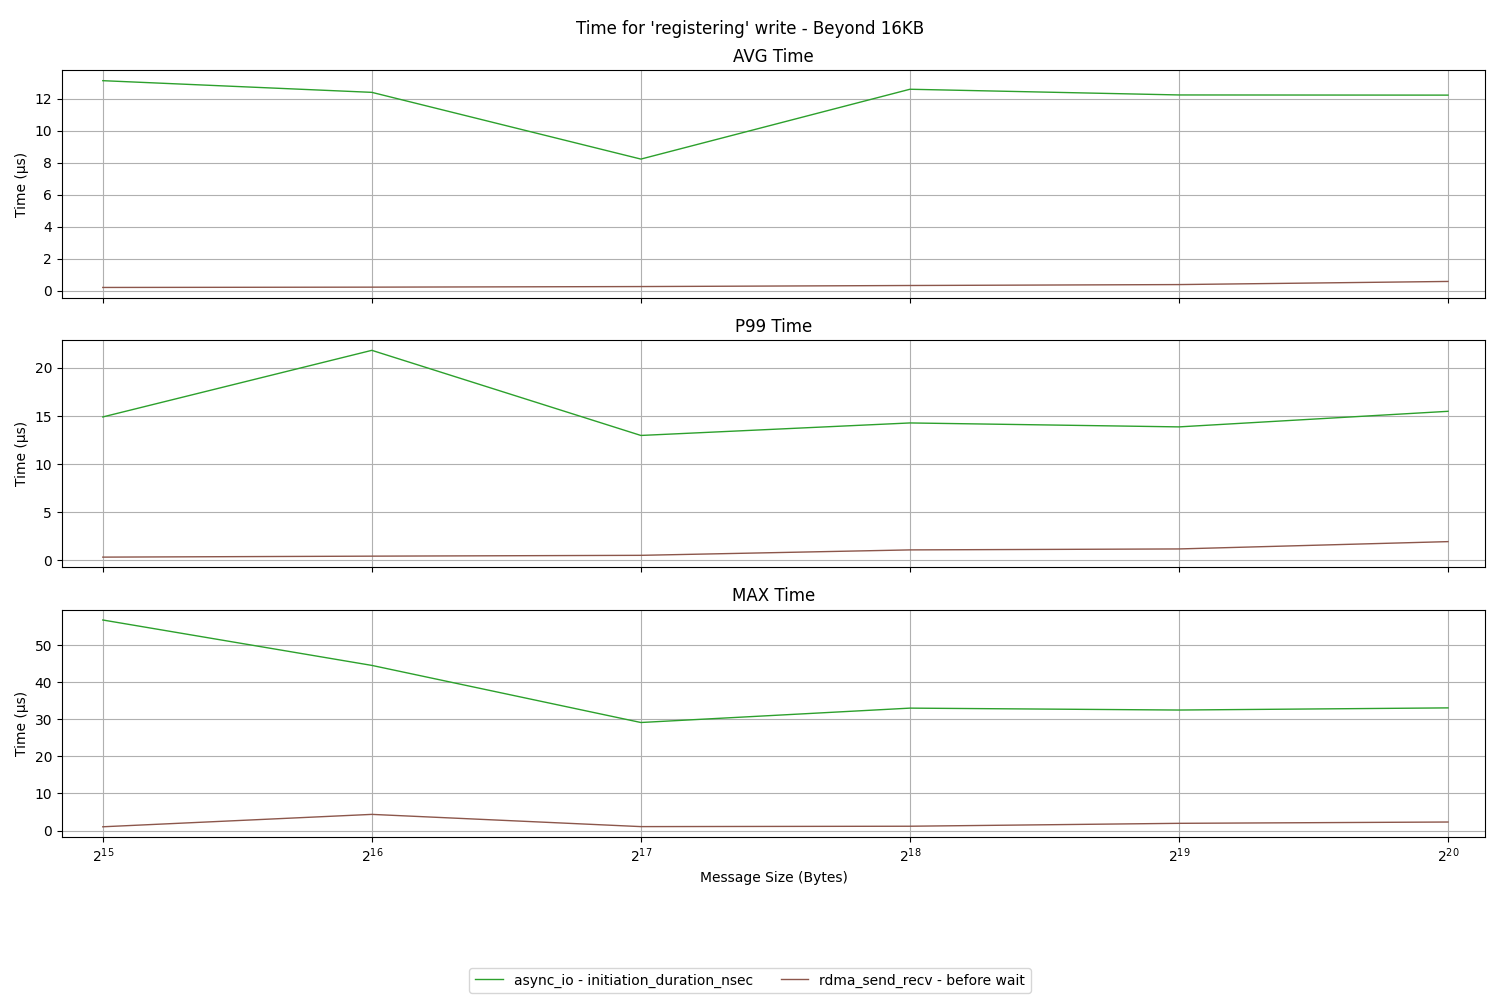 Time for 'registering' write - Beyond 16KB
AVG Time
12
10
8
6
4
2
0
Time (µs)
P99 Time
20
15
10
5
0
Time (µs)
MAX Time
50
40
30
20
10
0
Time (µs)
2^15 2^16 2^17 2^18 2^19 2^20
Message Size (Bytes)
async_io - initiation_duration_nsec rdma_send_recv - before wait